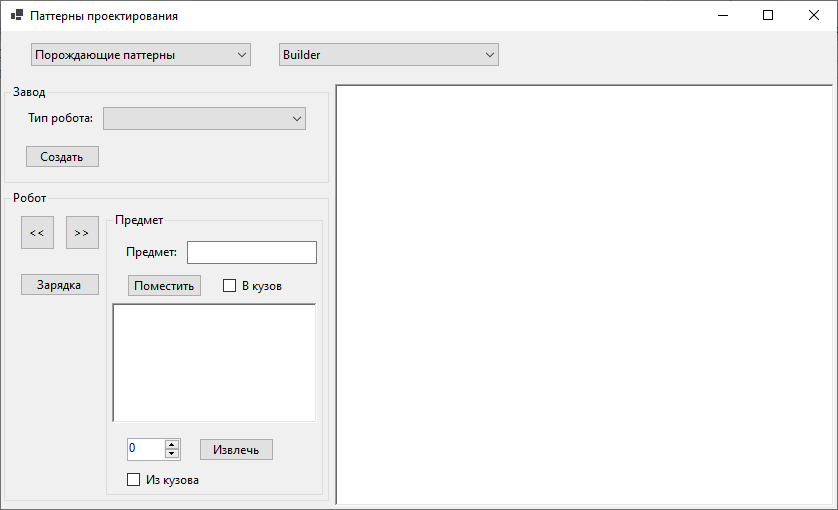 Паттерны проектирования
Порождающие паттерны
Builder
Завод
Тип робота:
Создать
Робот
<<
>>
Зарядка
Предмет
Предмет:
Поместить
В кузов
0
Извлечь
Из кузова